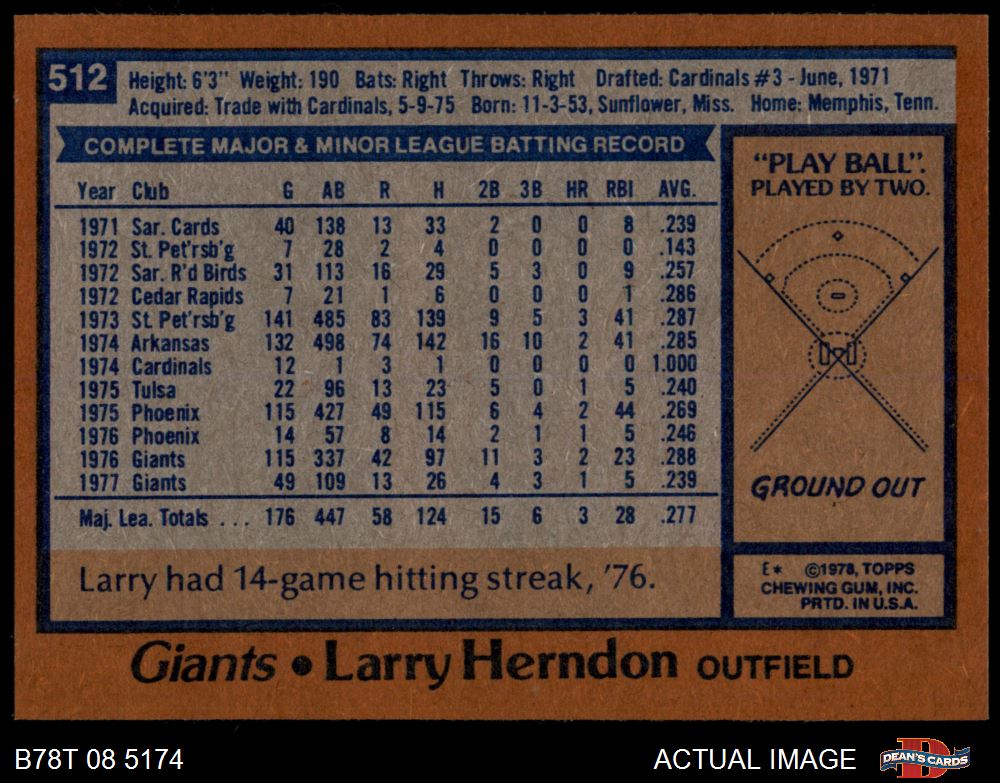 512
Height: 6'3" Weight: 190 Bats: Right Throws: Right Drafted: Cardinals #3 - June, 1971
Acquired: Trade with Cardinals, 5-9-75 Born: 11-3-53, Sunflower, Miss. Home: Memphis, Tenn.
COMPLETE MAJOR & MINOR LEAGUE BATTING RECORD
Year Club G AB R H 2B 3B HR RBI AVG.
1971 Sar. Cards 40 138 13 33 2 0 0 8 .239
1972 St. Pet'rsb'g 7 28 2 4 0 0 0 0 .143
1972 Sar. R'd Birds 31 113 16 29 5 3 0 9 .257
1972 Cedar Rapids 7 21 1 6 0 0 0 1 .286
1973 St. Pet'rsb'g 141 485 83 139 9 5 3 41 .287
1974 Arkansas 132 498 74 142 16 10 2 41 .285
1974 Cardinals 12 1 3 1 0 0 0 0 1.000
1975 Tulsa 22 96 13 23 5 0 1 5 .240
1975 Phoenix 115 427 49 115 6 4 2 44 .269
1976 Phoenix 14 57 8 14 2 1 1 5 .246
1976 Giants 115 337 42 97 11 3 2 23 .288
1977 Giants 49 109 13 26 4 3 1 5 .239
Maj. Lea. Totals . . . 176 447 58 124 15 6 3 28 .277
Larry had 14-game hitting streak, '76.
"PLAY BALL".
PLAYED BY TWO.
GROUND OUT
E* ©1978, TOPPS
CHEWING GUM, INC.
PRTD. IN U.S.A.
Giants • Larry Herndon OUTFIELD
B78T 08 5174
ACTUAL IMAGE
DEAN'S CARDS